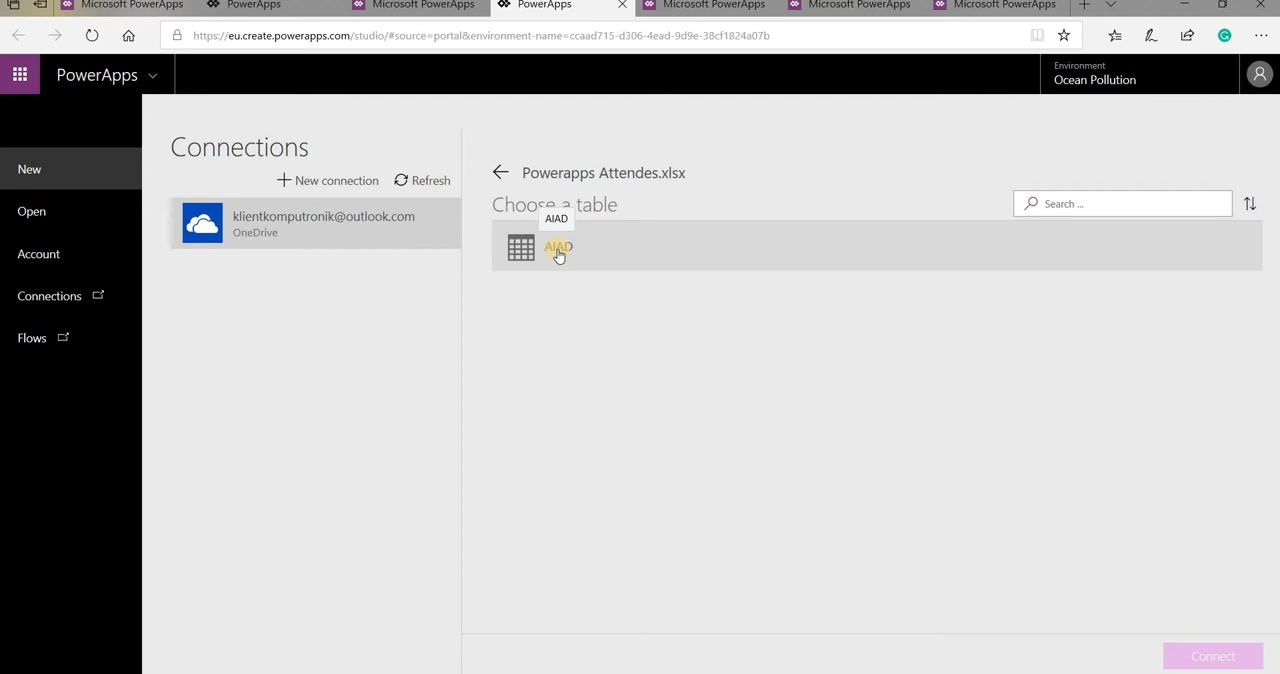 Microsoft PowerApps
PowerApps
Microsoft PowerApps
PowerApps
Microsoft PowerApps
Microsoft PowerApps
Microsoft PowerApps
https://eu.create.powerapps.com/studio/#source=portal&environment-name=ccaad715-d306-4ead-9d9e-38cf1824a07b
PowerApps
Environment
Ocean Pollution
New
Open
Account
Connections
Flows
Connections
New connection
Refresh
klientkomputronik@outlook.com
OneDrive
Powerapps Attendes.xlsx
Choose a table
Search ...
AIAD
AIAD
Connect